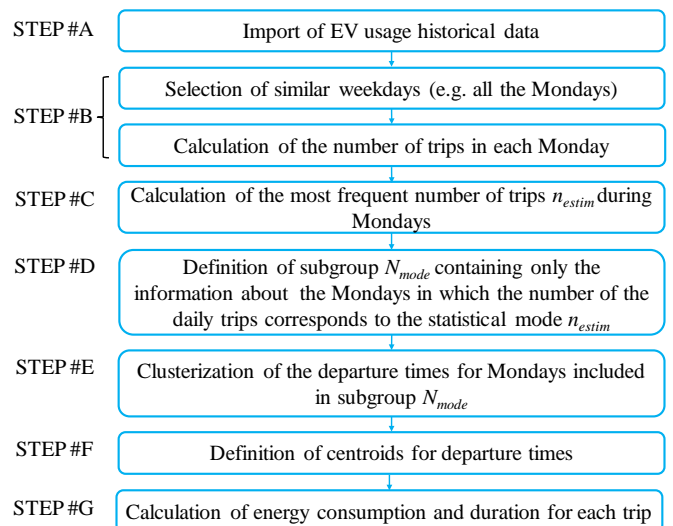 STEP #A
Import of EV usage historical data
STEP #B
Selection of similar weekdays (e.g. all the Mondays)
Calculation of the number of trips in each Monday
STEP #C
Calculation of the most frequent number of trips n_estim during
Mondays
STEP #D
Definition of subgroup N_mode containing only the
information about the Mondays in which the number of the
daily trips corresponds to the statistical mode n_estim
STEP #E
Clusterization of the departure times for Mondays included
in subgroup N_mode
STEP #F
Definition of centroids for departure times
STEP #G
Calculation of energy consumption and duration for each trip